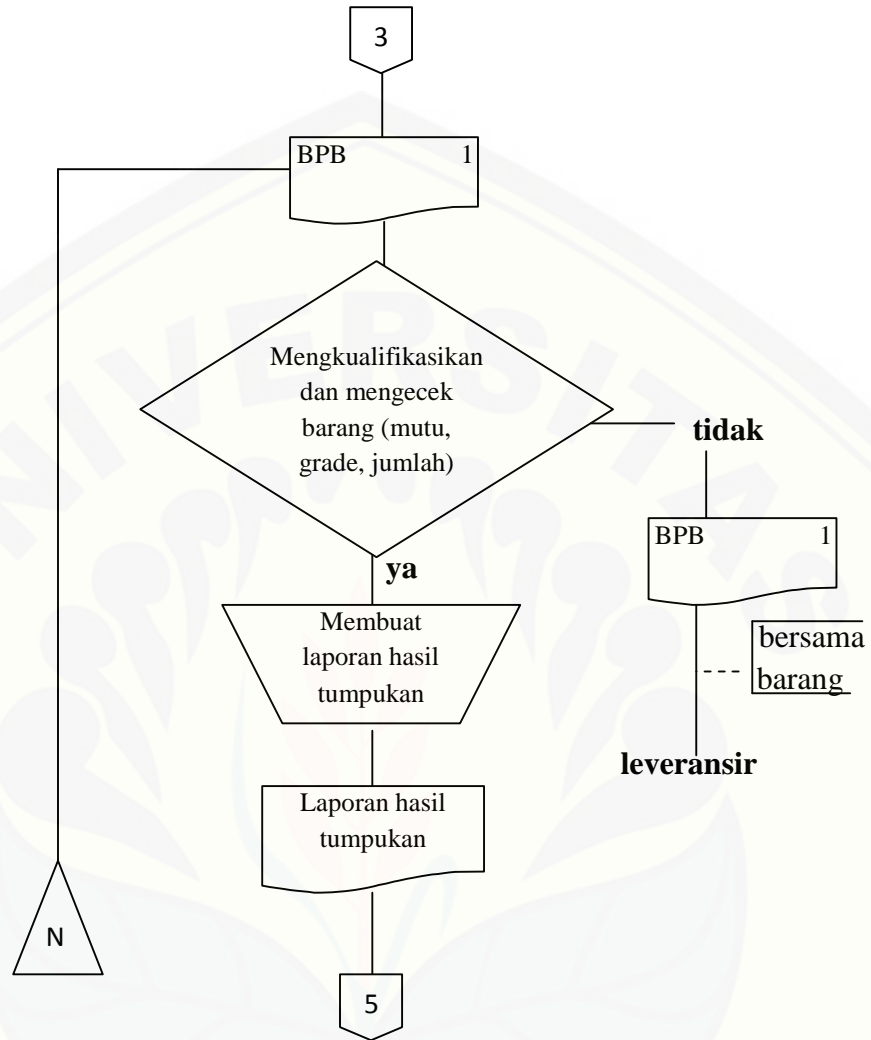 3
BPB 1
Mengkualifikasikan
dan mengecek
barang (mutu,
grade, jumlah)
tidak
BPB 1
bersama
barang
leveransir
ya
Membuat
laporan hasil
tumpukan
Laporan hasil
tumpukan
N
5
UNIVERSITAS